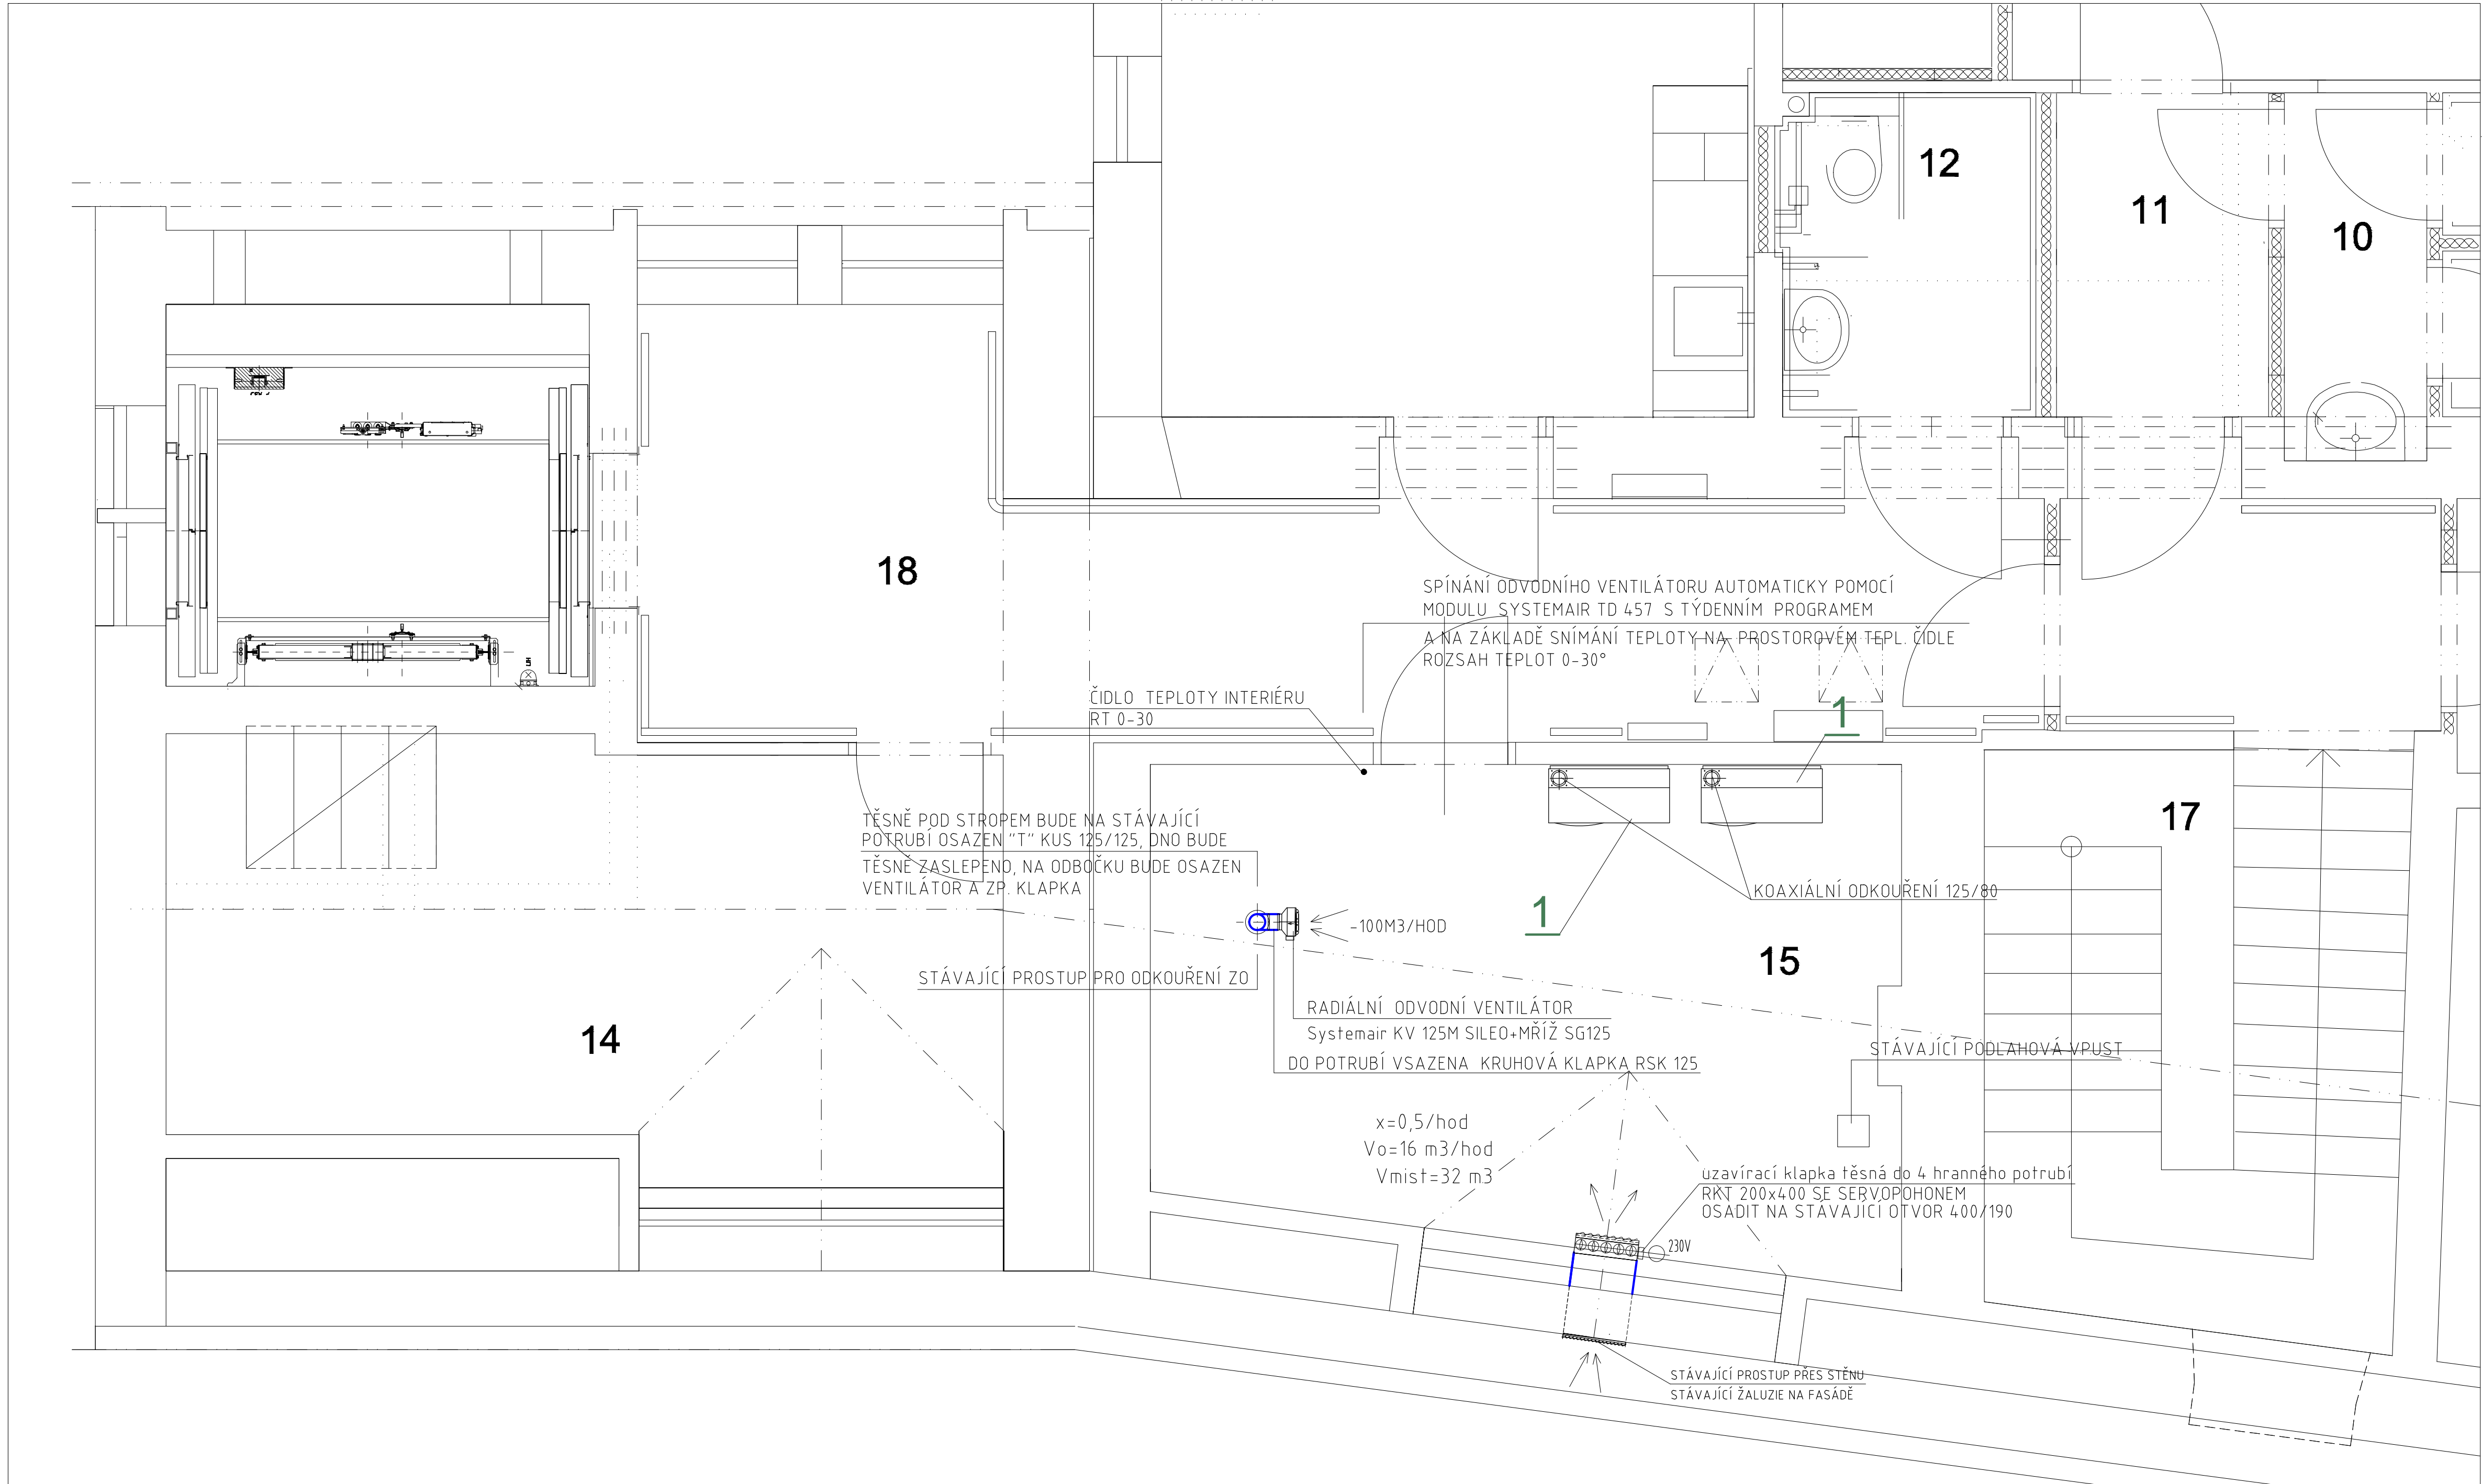 12
11
10
18
SPÍNÁNÍ ODVODNÍHO VENTILÁTORU AUTOMATICKY POMOCÍ
MODULU SYSTEMAIR TD 457 S TÝDENNÍM PROGRAMEM
A NA ZÁKLADĚ SNÍMÁNÍ TEPLOTY NA PROSTOROVÉM TEPL. ČIDLE
ROZSAH TEPLOT 0-30°
ČIDLO TEPLOTY INTERIÉRU
RT 0-30
1
17
TĚSNĚ POD STROPEM BUDE NA STÁVAJÍCÍ
POTRUBÍ OSAZEN "T" KUS 125/125, DNO BUDE
TĚSNĚ ZASLEPENO, NA ODBOČKU BUDE OSAZEN
VENTILÁTOR A ZP. KLAPKA
KOAXIÁLNÍ ODKOUŘENÍ 125/80
1
-100M3/HOD
15
STÁVAJÍCÍ PROSTUP PRO ODKOUŘENÍ ZO
14
RADIÁLNÍ ODVODNÍ VENTILÁTOR
Systemair KV 125M SILEO+MŘÍŽ SG125
DO POTRUBÍ VSAZENA KRUHOVÁ KLAPKA RSK 125
STÁVAJÍCÍ PODLAHOVÁ VPUST
x=0,5/hod
Vo=16 m3/hod
Vmist=32 m3
uzavírací klapka těsná do 4 hranného potrubí
RKT 200x400 SE SERVOPOHONEM
OSADIT NA STÁVAJÍCÍ OTVOR 400/190
230V
STÁVAJÍCÍ PROSTUP PŘES STĚNU
STÁVAJÍCÍ ŽALUZIE NA FASÁDĚ